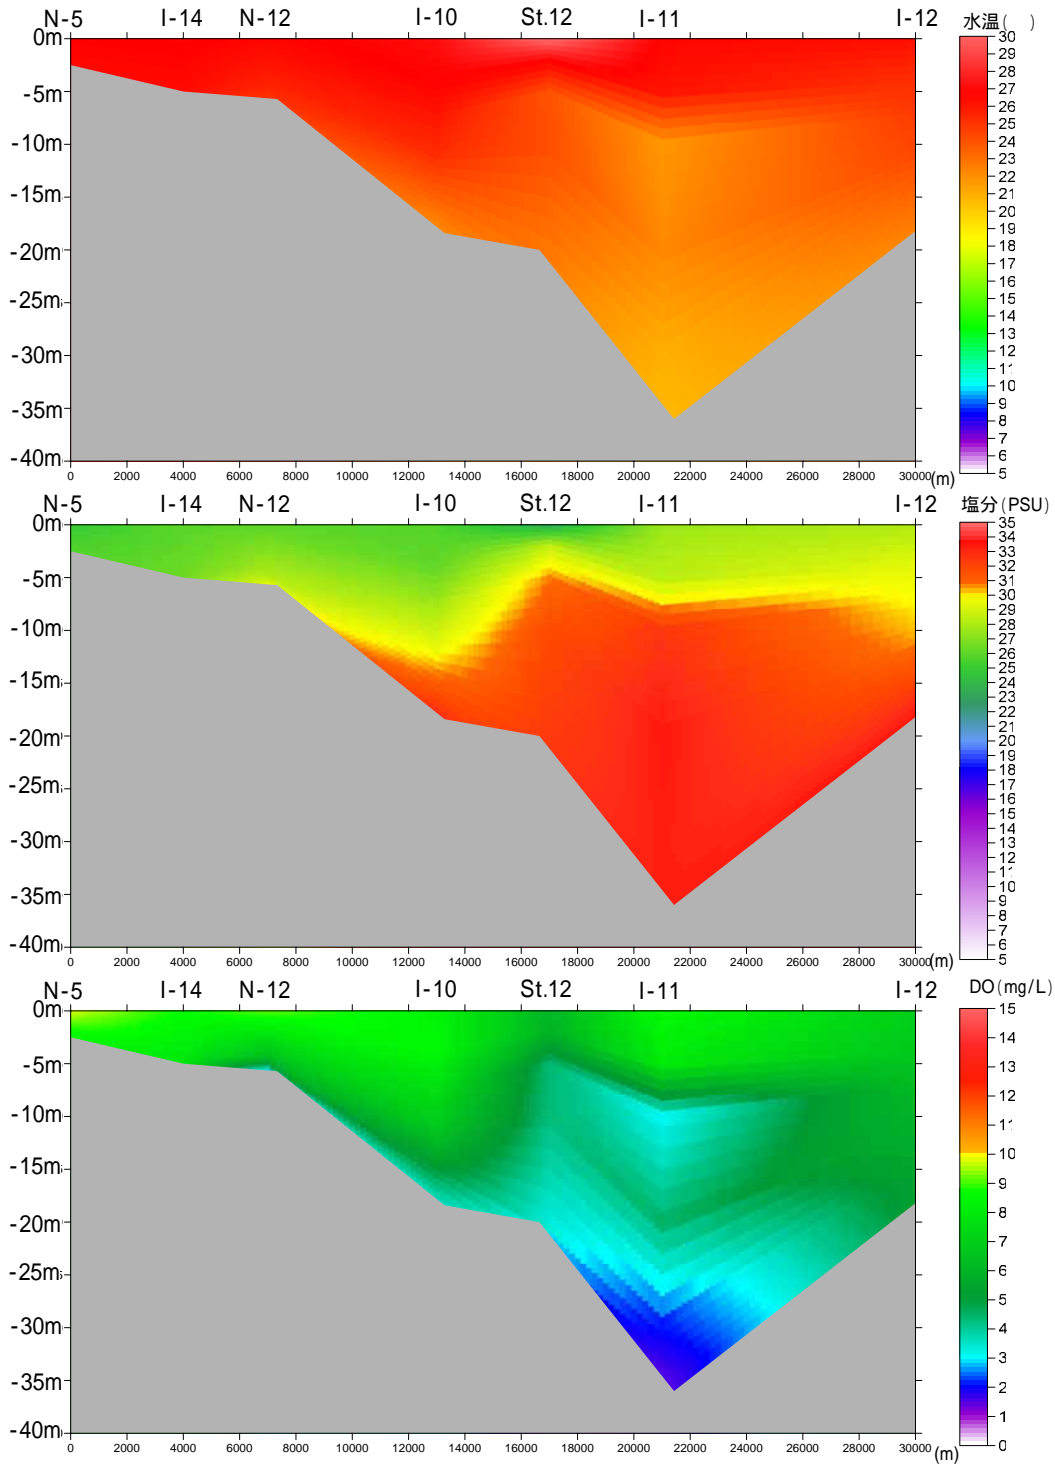 N-5 I-14 N-12 I-10 St.12 I-11 I-12
水温( )
0m
-5m
-10m
-15m
-20m
-25m
-30m
-35m
-40m
0 2000 4000 6000 8000 10000 12000 14000 16000 18000 20000 22000 24000 26000 28000 30000 (m)
30
29
28
27
26
25
24
23
22
21
20
19
18
17
16
15
14
13
12
11
10
9
8
7
6
5
N-5 I-14 N-12 I-10 St.12 I-11 I-12
塩分(PSU)
0m
-5m
-10m
-15m
-20m
-25m
-30m
-35m
-40m
0 2000 4000 6000 8000 10000 12000 14000 16000 18000 20000 22000 24000 26000 28000 30000 (m)
35
34
33
32
31
30
29
28
27
26
25
24
23
22
21
20
19
18
17
16
15
14
13
12
11
10
9
8
7
6
5
N-5 I-14 N-12 I-10 St.12 I-11 I-12
DO(mg/L)
0m
-5m
-10m
-15m
-20m
-25m
-30m
-35m
-40m
0 2000 4000 6000 8000 10000 12000 14000 16000 18000 20000 22000 24000 26000 28000 30000 (m)
15
14
13
12
11
10
9
8
7
6
5
4
3
2
1
0